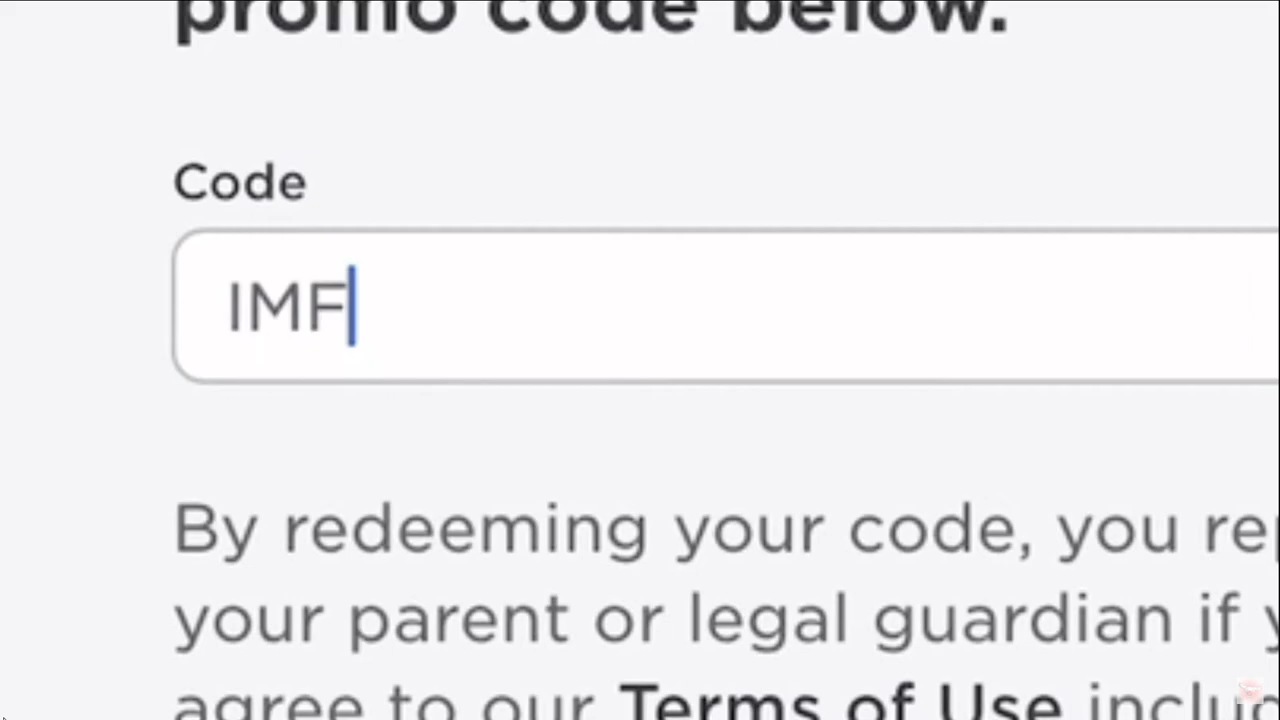 promo code below.
Code
IMF
By redeeming your code, you re
your parent or legal guardian if y
agree to our Terms of Use includ